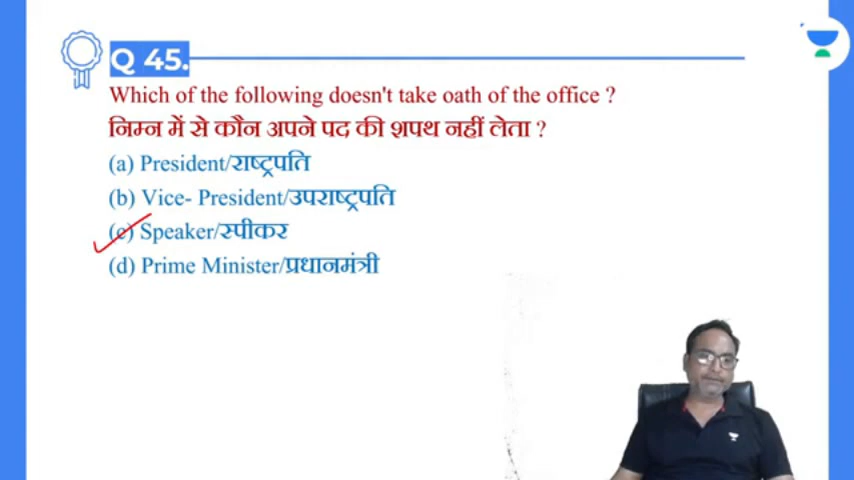 Q 45.
Which of the following doesn't take oath of the office ?
निम्न में से कौन अपने पद की शपथ नहीं लेता ?
(a) President/राष्ट्रपति
(b) Vice- President/उपराष्ट्रपति
(c) Speaker/स्पीकर
(d) Prime Minister/प्रधानमंत्री